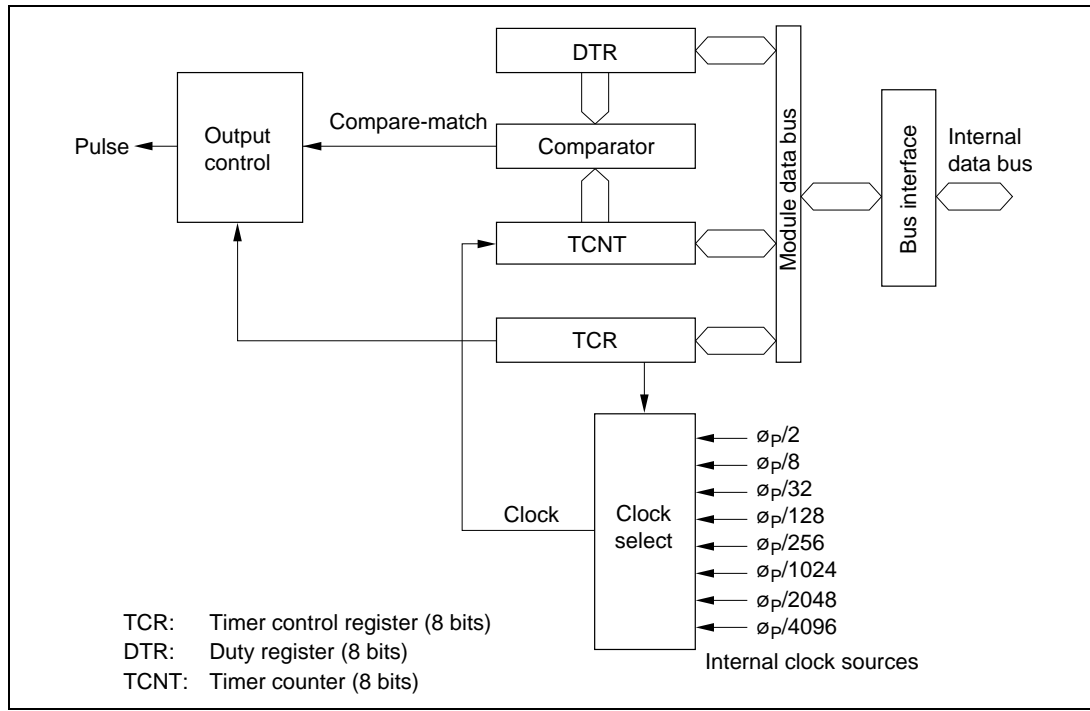 DTR
Compare-match
Output
control
Pulse
Comparator
Internal
data bus
Module data bus
Bus interface
TCNT
TCR
øP/2
øP/8
øP/32
øP/128
øP/256
øP/1024
øP/2048
øP/4096
Clock
Clock
select
Internal clock sources
TCR: Timer control register (8 bits)
DTR: Duty register (8 bits)
TCNT: Timer counter (8 bits)